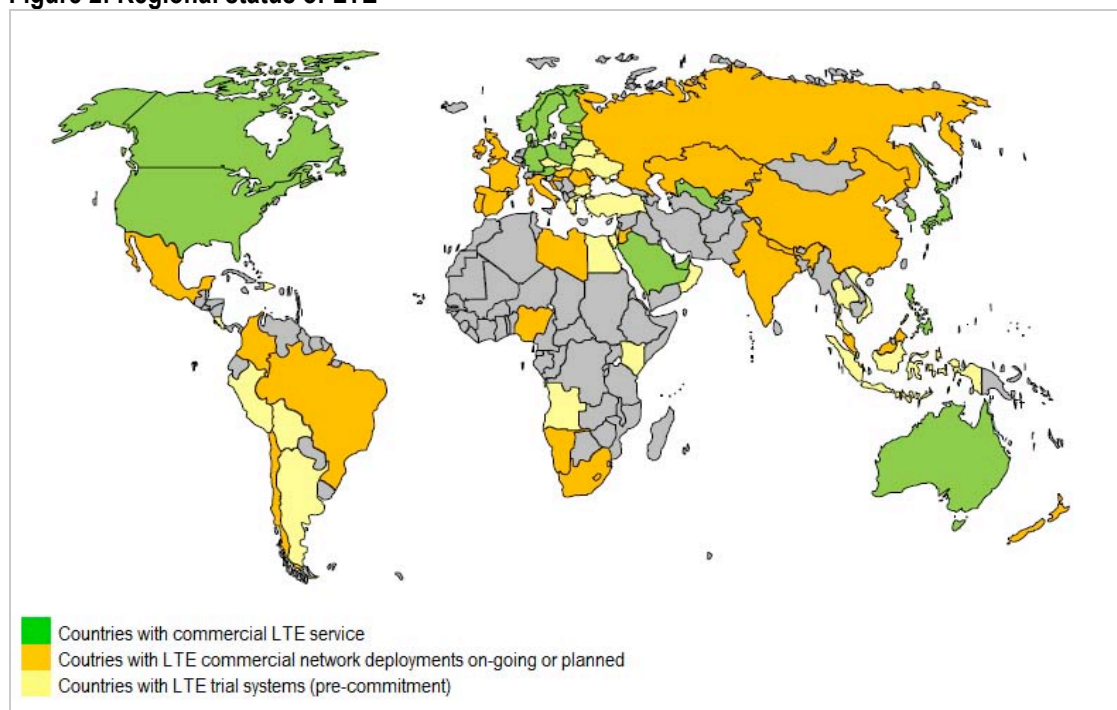 Figure 2: Regional status of LTE
Countries with commercial LTE service
Coutries with LTE commercial network deployments on-going or planned
Countries with LTE trial systems (pre-commitment)